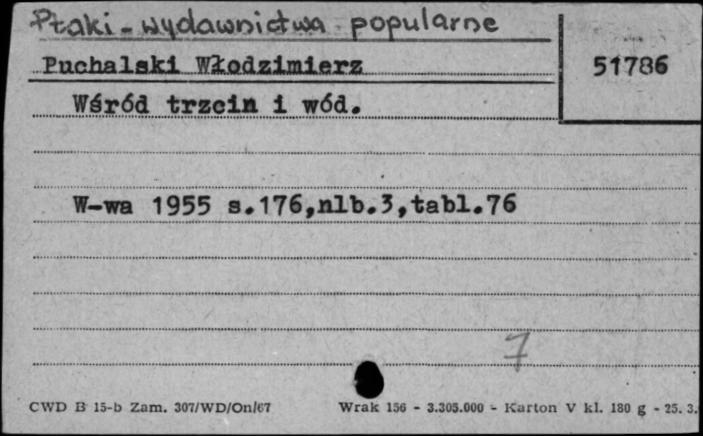 Ptaki - wydawnictwa popularne
Puchalski Włodzimierz
51786
Wśród trzcin i wód.
W-wa 1955 s.176,nlb.3,tabl.76
7
CWD B 15-b Zam. 307/WD/On/67 Wrak 156 - 3.305.000 - Karton V kl. 180 g - 25. 3.